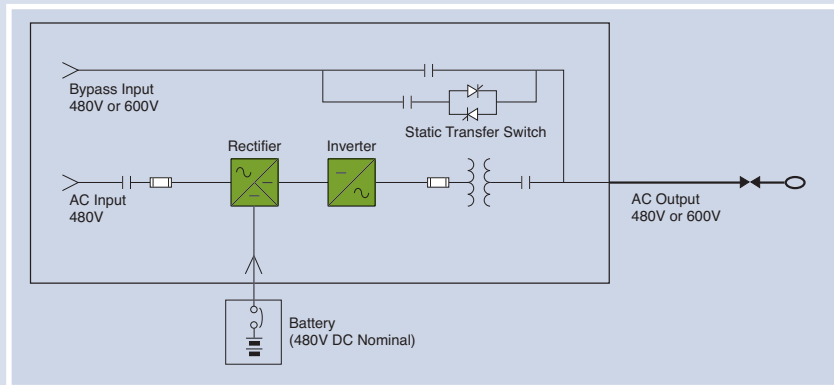 Bypass Input
480V or 600V
Static Transfer Switch
Rectifier
Inverter
AC Input
480V
AC Output
480V or 600V
Battery
(480V DC Nominal)